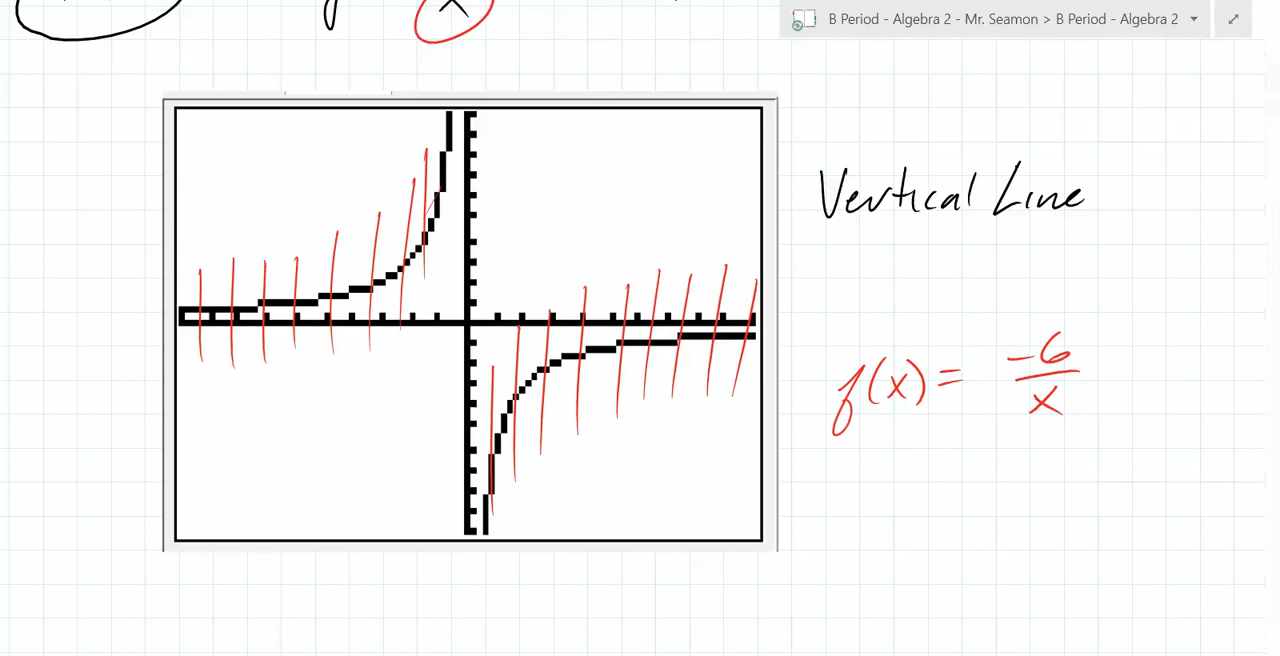 x
B Period - Algebra 2 - Mr. Seamon > B Period - Algebra 2
Vertical Line
f(x) = -6/x